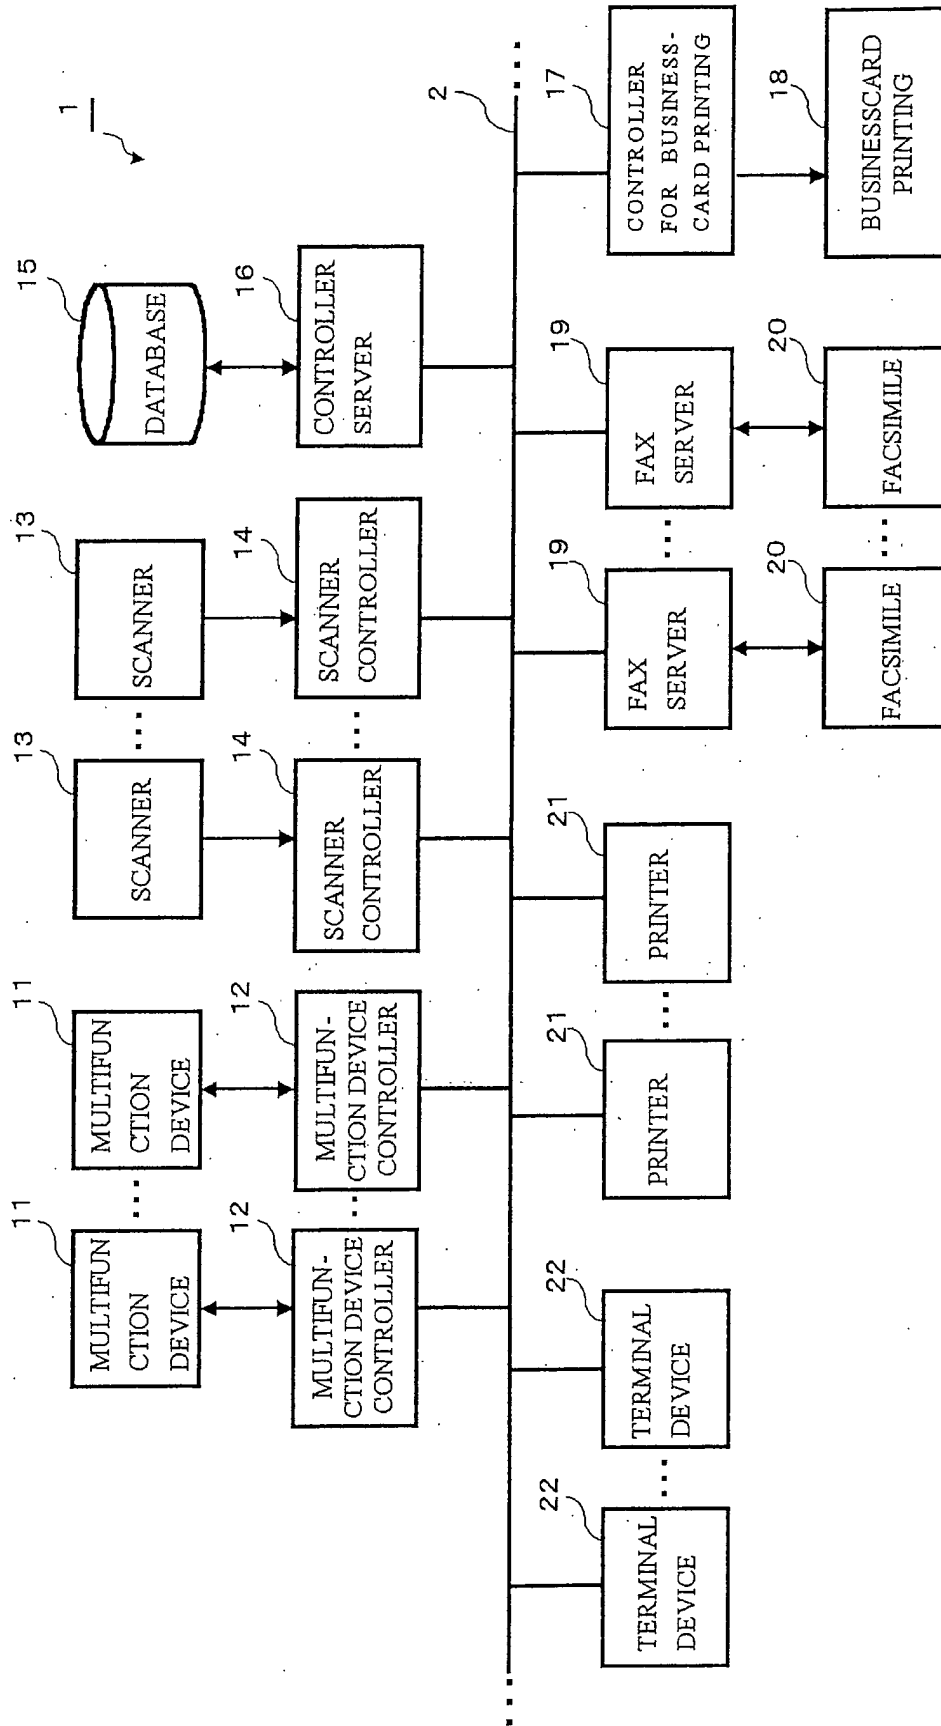 1
11
MULTIFUN
CTION
DEVICE
...
11
MULTIFUN
CTION
DEVICE
13
SCANNER
...
13
SCANNER
15
DATABASE
12
MULTIFUN-
CTION DEVICE
CONTROLLER
...
12
MULTIFUN-
CTION DEVICE
CONTROLLER
14
SCANNER
CONTROLLER
...
14
SCANNER
CONTROLLER
16
CONTROLLER
SERVER
...
2
...
22
TERMINAL
DEVICE
...
22
TERMINAL
DEVICE
21
PRINTER
...
21
PRINTER
19
FAX
SERVER
...
19
FAX
SERVER
17
CONTROLLER
FOR BUSINESS-
CARD PRINTING
20
FACSIMILE
...
20
FACSIMILE
18
BUSINESSCARD
PRINTING